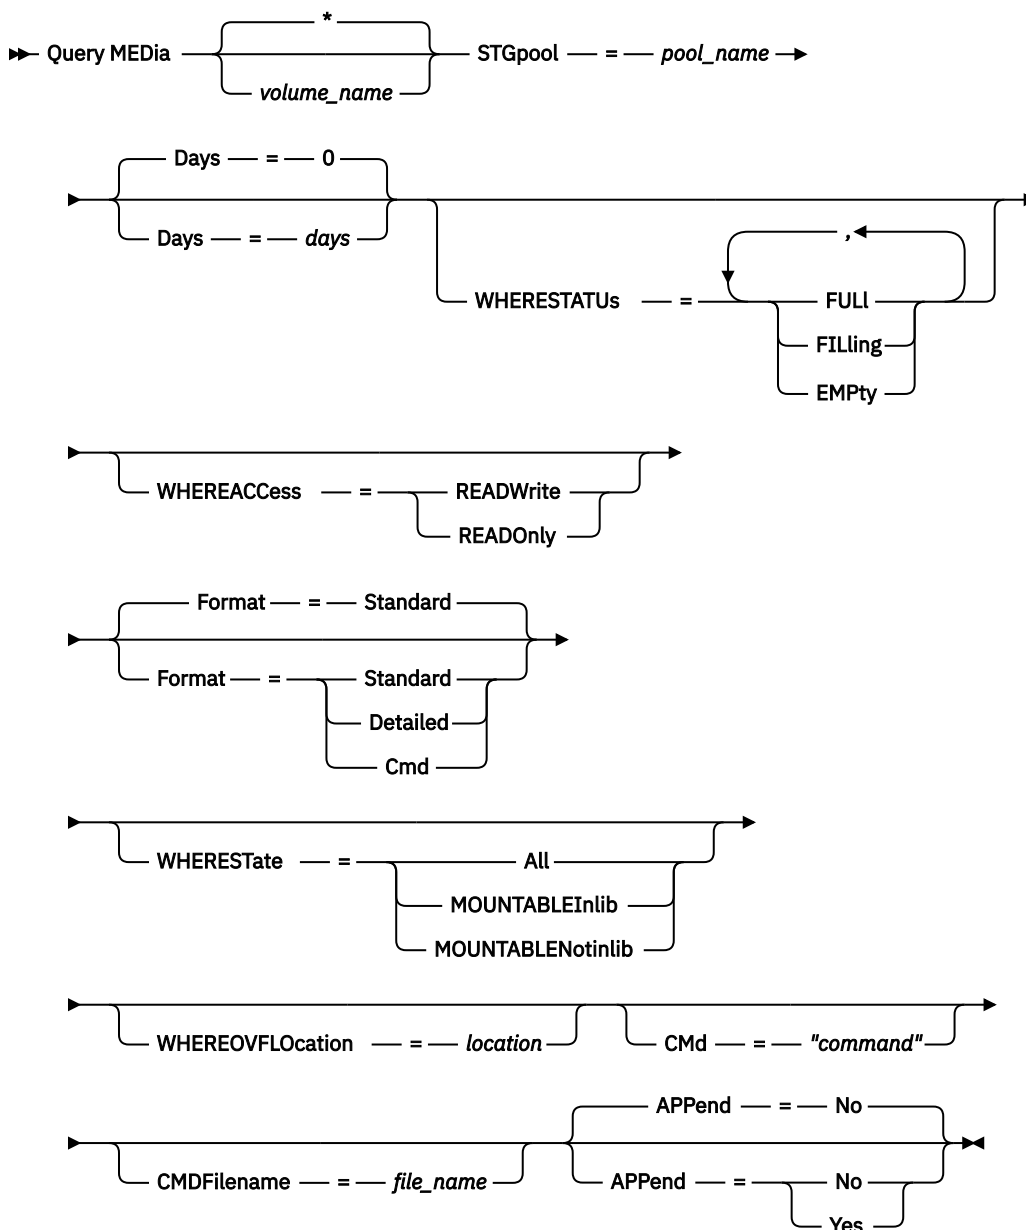 *
Query MEDia STGpool = pool_name
volume_name
Days = 0
Days = days
,
WHERESTATUs = FULl
FILling
EMPty
WHEREACCess = READWrite
READOnly
Format = Standard
Format = Standard
Detailed
Cmd
WHERESTate = All
MOUNTABLEInlib
MOUNTABLENotinlib
WHEREOVFLOcation = location CMd = "command"
APPend = No
CMDFilename = file_name APPend = No
Yes